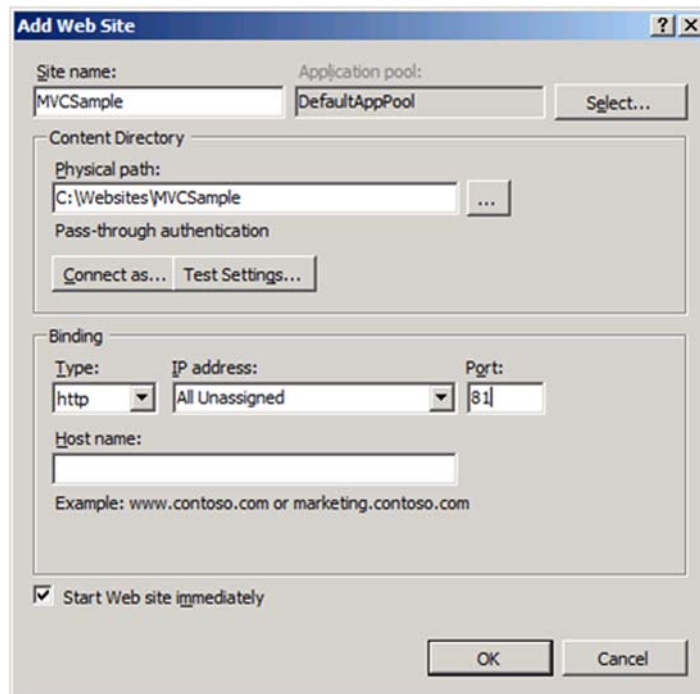 Add Web Site
Site name:
Application pool:
MVCSample
DefaultAppPool
Select...
Content Directory
Physical path:
C:\Websites\MVCSample
...
Pass-through authentication
Connect as...
Test Settings...
Binding
Type:
IP address:
Port:
http
All Unassigned
81
Host name:
Example: www.contoso.com or marketing.contoso.com
Start Web site immediately
OK
Cancel